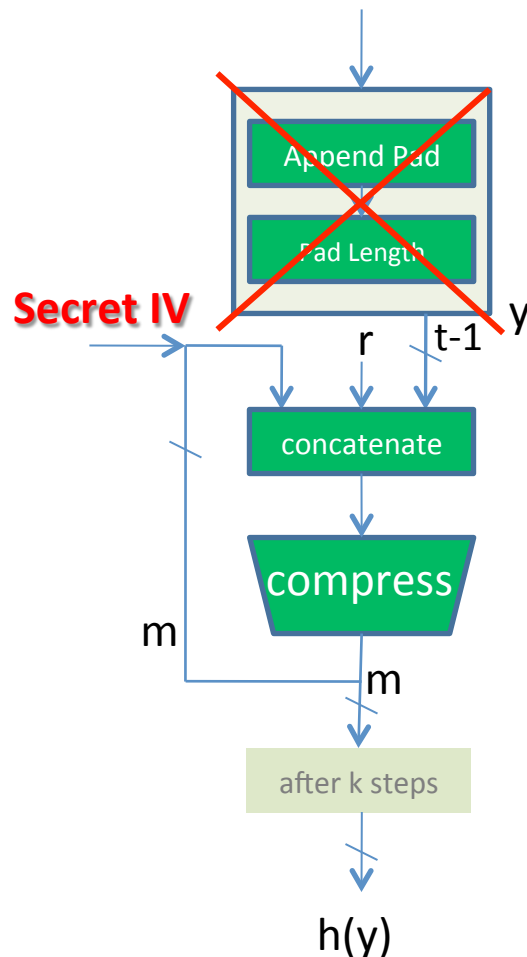 Append Pad
Pad Length
Secret IV
y
r
t-1
concatenate
compress
m
m
after k steps
h(y)